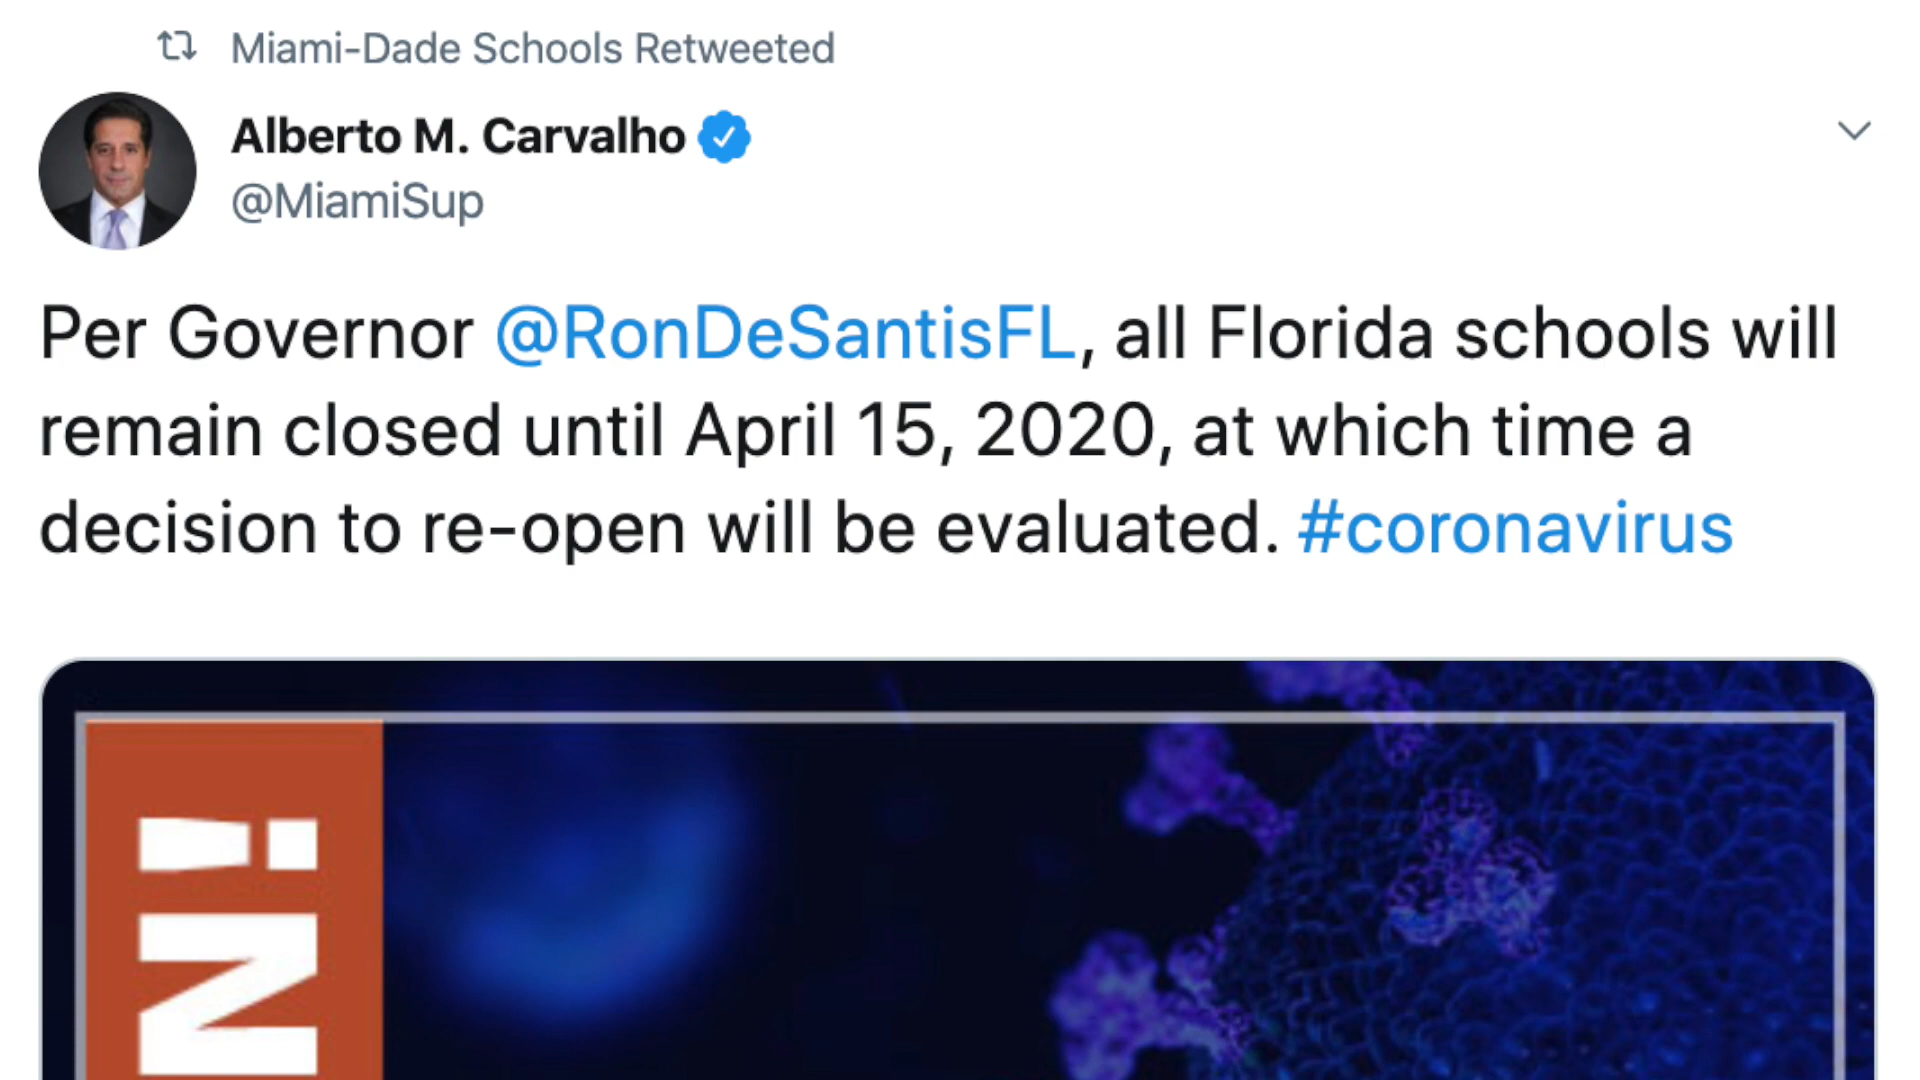 Miami-Dade Schools Retweeted
Alberto M. Carvalho
@MiamiSup
Per Governor @RonDeSantisFL, all Florida schools will
remain closed until April 15, 2020, at which time a
decision to re-open will be evaluated. #coronavirus
N!